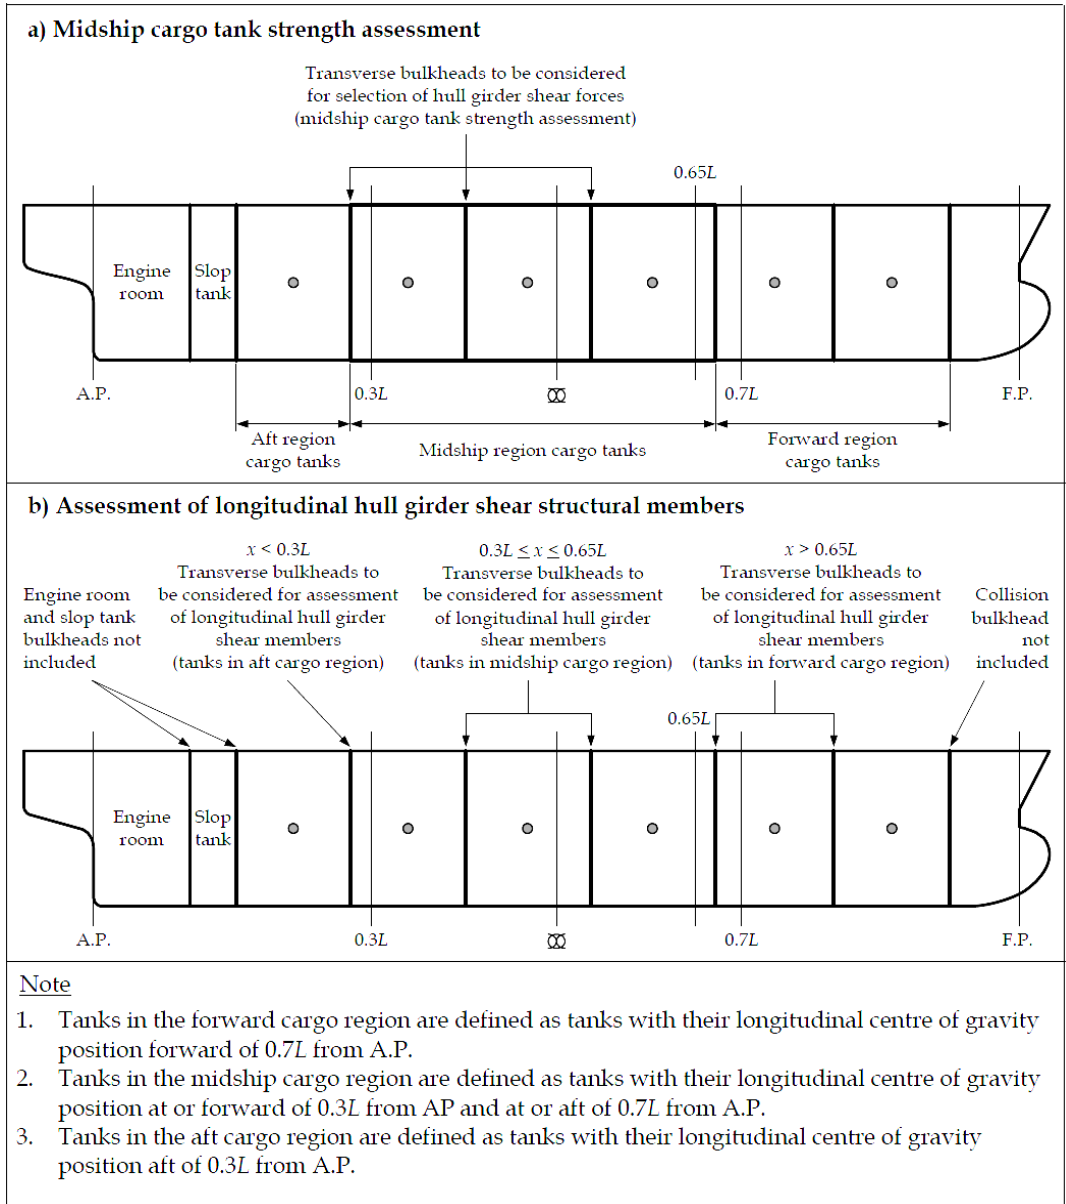 a) Midship cargo tank strength assessment
Transverse bulkheads to be considered
for selection of hull girder shear forces
(midship cargo tank strength assessment)
0.65L
Engine
room
Slop
tank
A.P.
0.3L
0.7L
F.P.
Aft region
cargo tanks
Midship region cargo tanks
Forward region
cargo tanks
b) Assessment of longitudinal hull girder shear structural members
Engine room
and slop tank
bulkheads not
included
x < 0.3L
Transverse bulkheads to
be considered for assessment
of longitudinal hull girder
shear members
(tanks in aft cargo region)
0.3L ≤ x ≤ 0.65L
Transverse bulkheads to
be considered for assessment
of longitudinal hull girder
shear members
(tanks in midship cargo region)
x > 0.65L
Transverse bulkheads to
be considered for assessment
of longitudinal hull girder
shear members
(tanks in forward cargo region)
Collision
bulkhead
not
included
0.65L
Engine
room
Slop
tank
A.P.
0.3L
0.7L
F.P.
Note
1. Tanks in the forward cargo region are defined as tanks with their longitudinal centre of gravity
position forward of 0.7L from A.P.
2. Tanks in the midship cargo region are defined as tanks with their longitudinal centre of gravity
position at or forward of 0.3L from AP and at or aft of 0.7L from A.P.
3. Tanks in the aft cargo region are defined as tanks with their longitudinal centre of gravity
position aft of 0.3L from A.P.